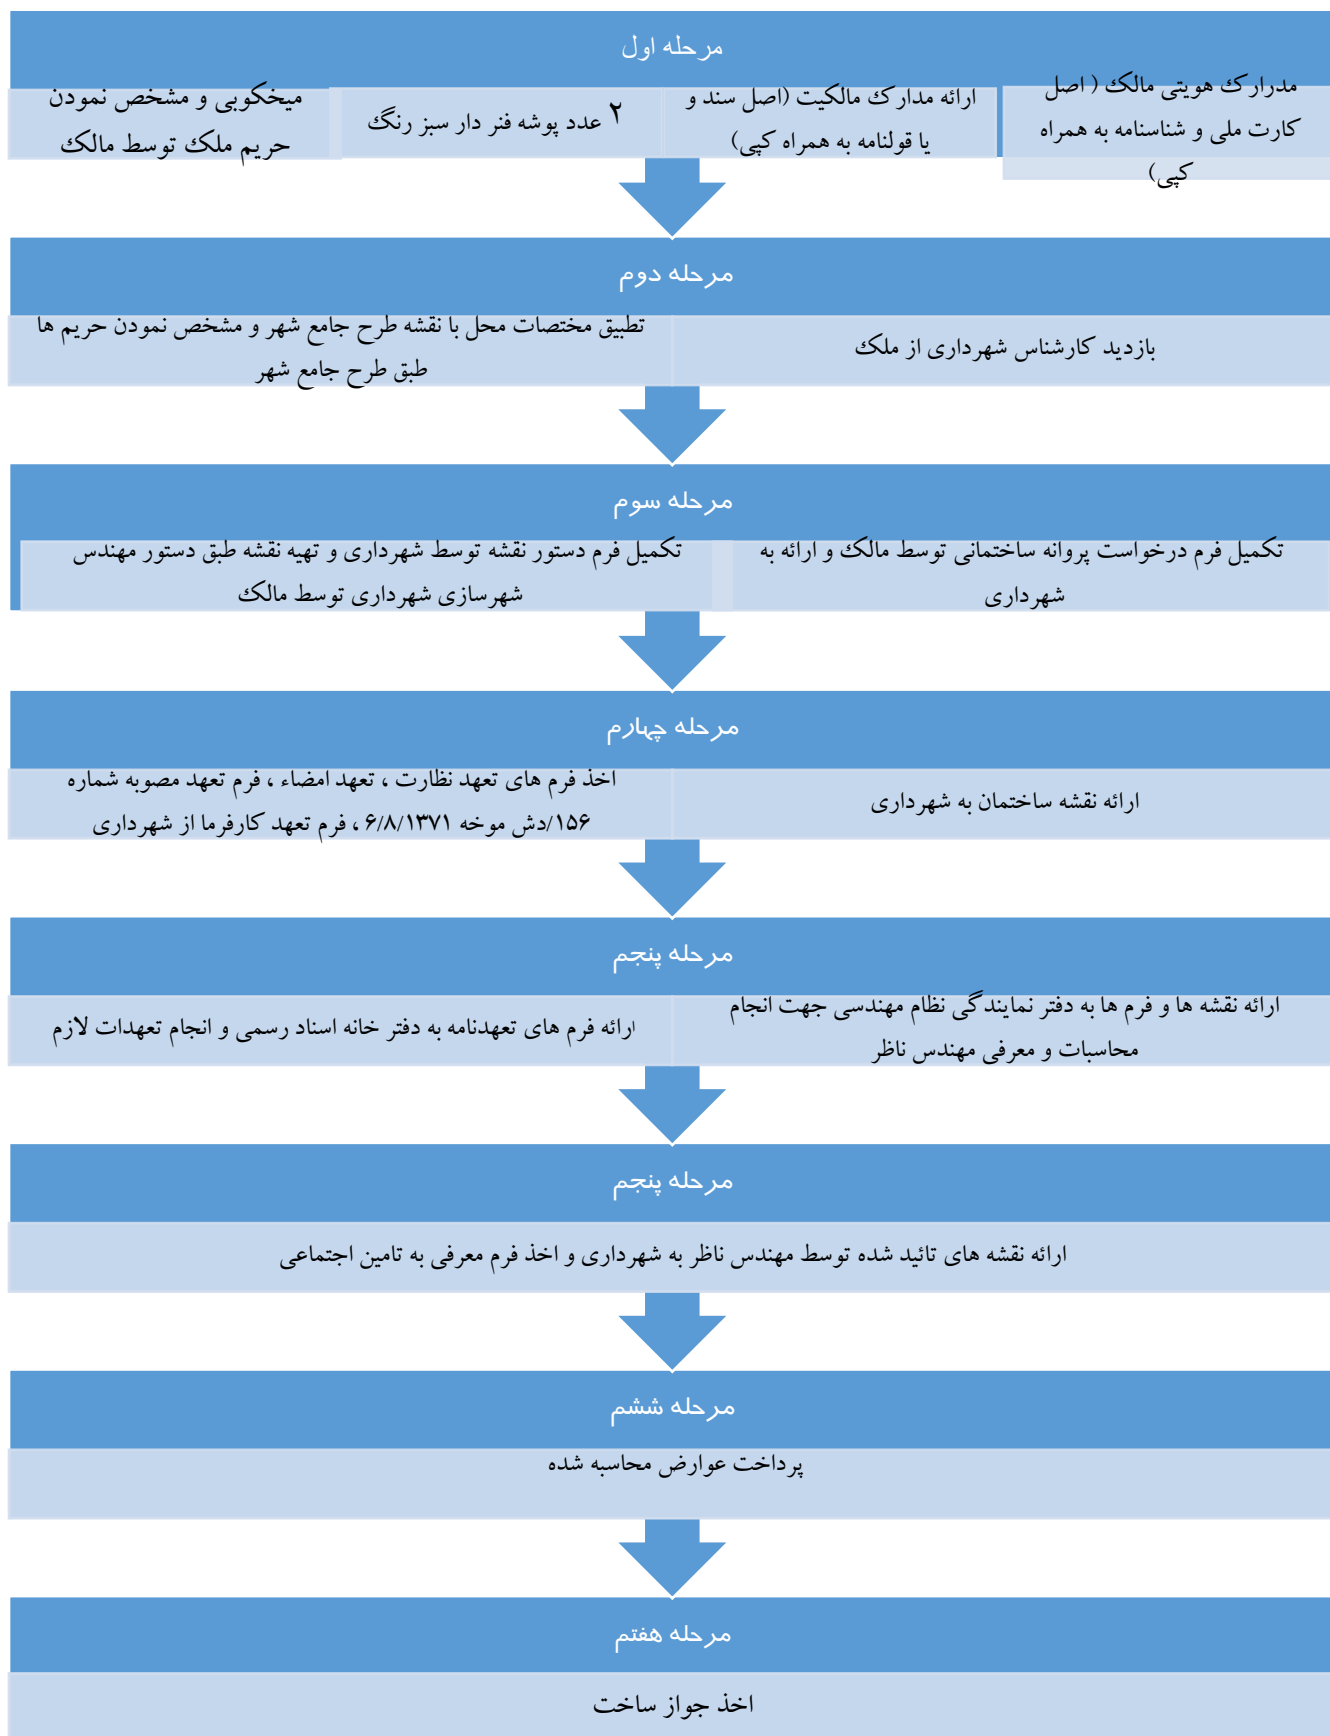 مرحله اول
مدرارک هویتی مالک ( اصل
کارت ملی و شناسنامه به همراه
کپی)
ارائه مدارک مالکیت (اصل سند و
یا قولنامه به همراه کپی)
۲ عدد پوشه فنر دار سبز رنگ
میخکوبی و مشخص نمودن
حریم ملک توسط مالک
مرحله دوم
بازدید کارشناس شهرداری از ملک
تطبیق مختصات محل با نقشه طرح جامع شهر و مشخص نمودن حریم ها
طبق طرح جامع شهر
مرحله سوم
تکمیل فرم درخواست پروانه ساختمانی توسط مالک و ارائه به
شهرداری
تکمیل فرم دستور نقشه توسط شهرداری و تهیه نقشه طبق دستور مهندس
شهرسازی شهرداری توسط مالک
مرحله چهارم
ارائه نقشه ساختمان به شهرداری
اخذ فرم های تعهد نظارت ، تعهد امضاء ، فرم تعهد مصوبه شماره
۱۵۶/دش موخه ۶/۸/۱۳۷۱ ، فرم تعهد کارفرما از شهرداری
مرحله پنجم
ارائه نقشه ها و فرم ها به دفتر نمایندگی نظام مهندسی جهت انجام
محاسبات و معرفی مهندس ناظر
ارائه فرم های تعهدنامه به دفتر خانه اسناد رسمی و انجام تعهدات لازم
مرحله پنجم
ارائه نقشه های تائید شده توسط مهندس ناظر به شهرداری و اخذ فرم معرفی به تامین اجتماعی
مرحله ششم
پرداخت عوارض محاسبه شده
مرحله هفتم
اخذ جواز ساخت